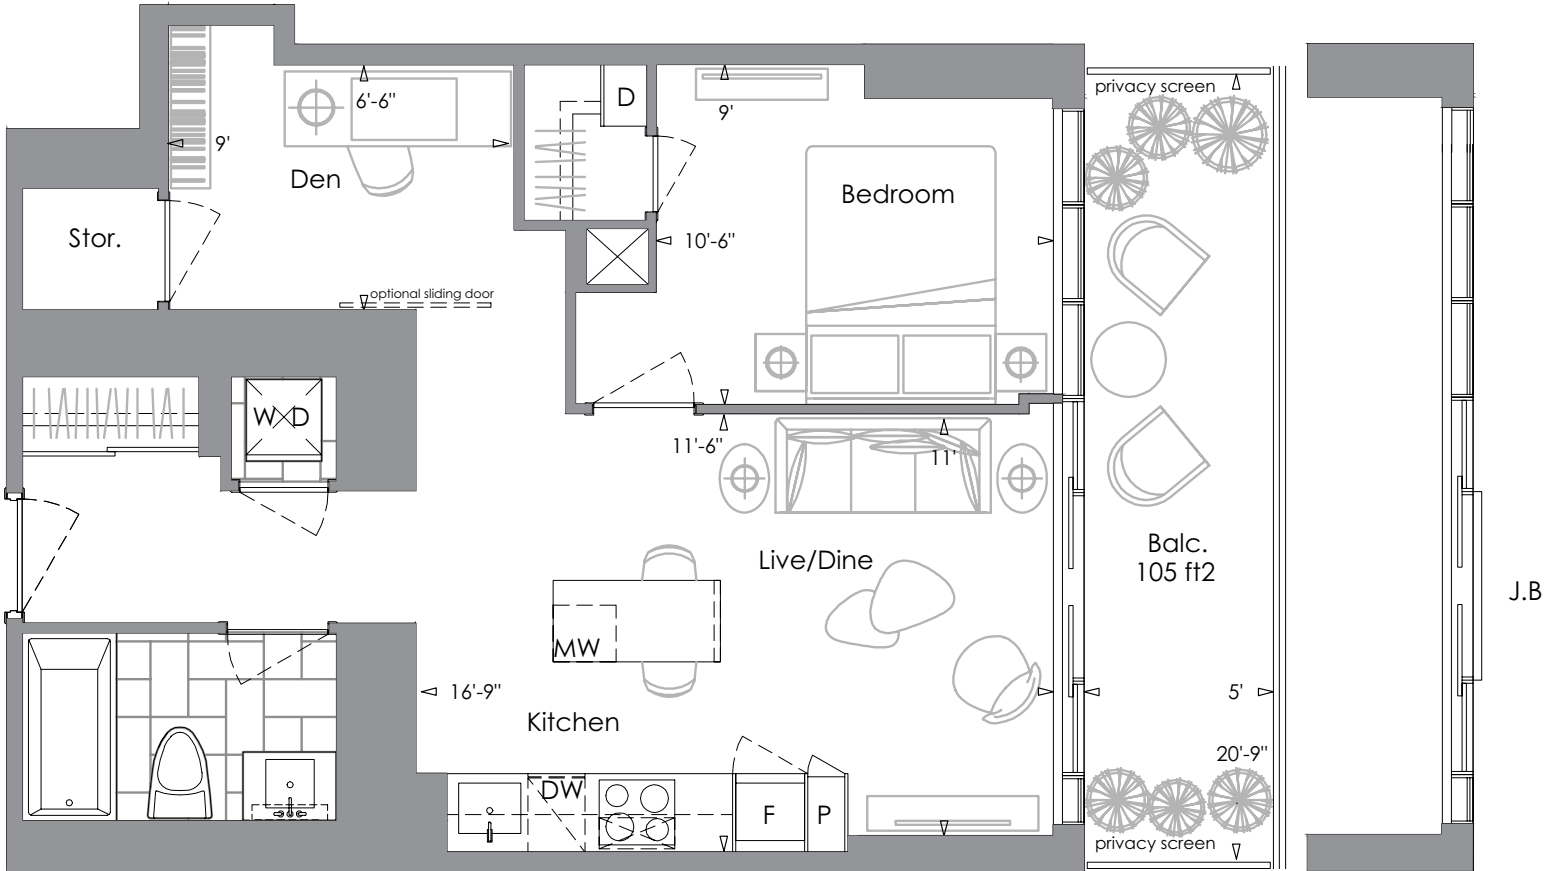 privacy screen
6'-6"
D
9'
9'
Den
Bedroom
Stor.
10'-6"
optional sliding door
W D
11'-6"
11'
Live/Dine
Balc.
105 ft2
J.B
MW
16'-9"
5'
Kitchen
20'-9"
DW
F
P
privacy screen